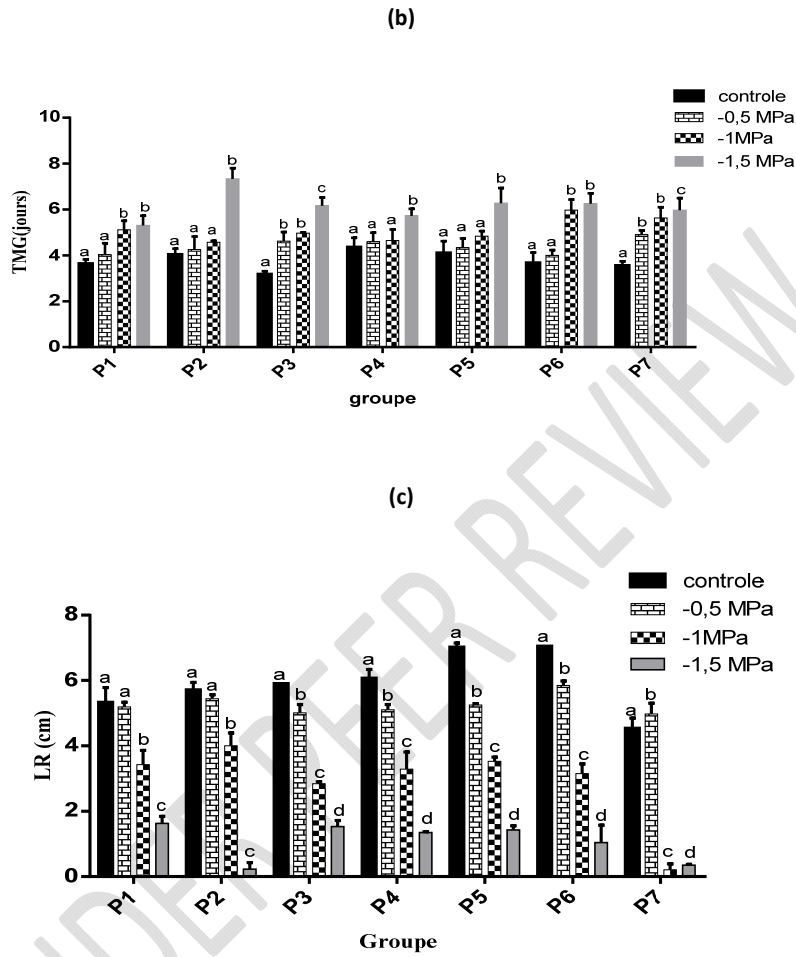 (b)
controle
-0,5 MPa
-1MPa
-1,5 MPa
10
8
6
4
2
0
TMG(jours)
a a b b
a a a b
a b b c
a a a b
a a a b
a a b b
a b b c
P1 P2 P3 P4 P5 P6 P7
groupe
(c)
controle
-0,5 MPa
-1MPa
-1,5 MPa
8
6
4
2
0
LR (cm)
a a b c
a a b c
a b c d
a b c d
a b c d
a b c d
a b c d
P1 P2 P3 P4 P5 P6 P7
Groupe
UNDER PEER REVIEW